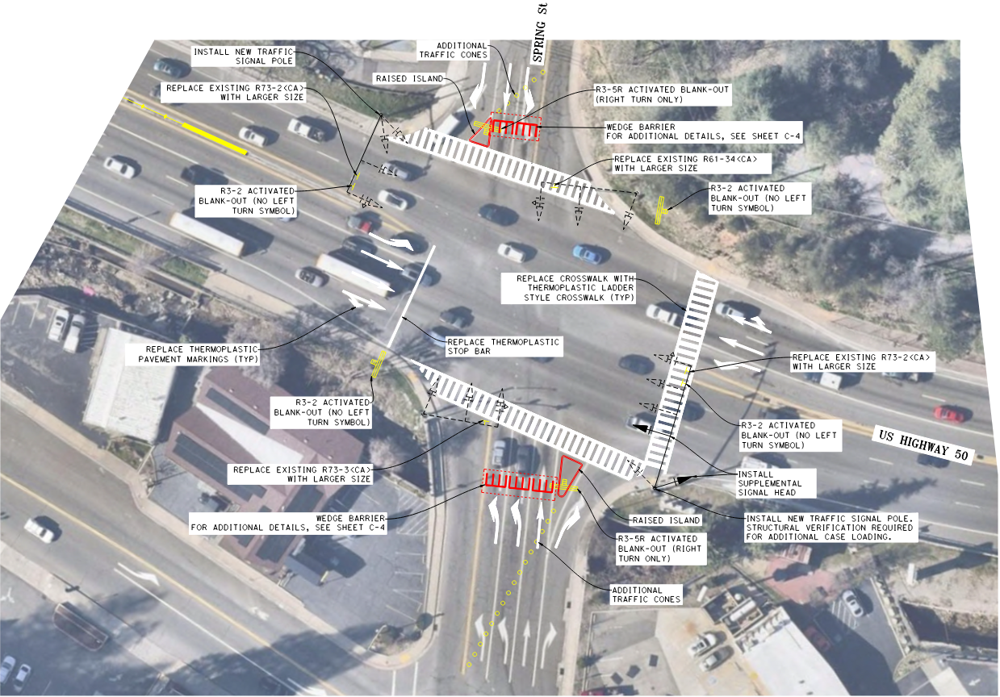 SPRING St
ADDITIONAL
TRAFFIC CONES
INSTALL NEW TRAFFIC
SIGNAL POLE
RAISED ISLAND
REPLACE EXISTING R73-2<CA>
WITH LARGER SIZE
R3-5R ACTIVATED BLANK-OUT
(RIGHT TURN ONLY)
WEDGE BARRIER
FOR ADDITIONAL DETAILS, SEE SHEET C-4
REPLACE EXISTING R61-34<CA>
WITH LARGER SIZE
R3-2 ACTIVATED
BLANK-OUT (NO LEFT
TURN SYMBOL)
R3-2 ACTIVATED
BLANK-OUT (NO LEFT
TURN SYMBOL)
REPLACE CROSSWALK WITH
THERMOPLASTIC LADDER
STYLE CROSSWALK (TYP)
REPLACE THERMOPLASTIC
PAVEMENT MARKINGS (TYP)
REPLACE THERMOPLASTIC
STOP BAR
REPLACE EXISTING R73-2<CA>
WITH LARGER SIZE
R3-2 ACTIVATED
BLANK-OUT (NO LEFT
TURN SYMBOL)
R3-2 ACTIVATED
BLANK-OUT (NO LEFT
TURN SYMBOL)
US HIGHWAY 50
REPLACE EXISTING R73-3<CA>
WITH LARGER SIZE
INSTALL
SUPPLEMENTAL
SIGNAL HEAD
WEDGE BARRIER
FOR ADDITIONAL DETAILS, SEE SHEET C-4
RAISED ISLAND
INSTALL NEW TRAFFIC SIGNAL POLE.
STRUCTURAL VERIFICATION REQUIRED
FOR ADDITIONAL CASE LOADING.
R3-5R ACTIVATED
BLANK-OUT (RIGHT
TURN ONLY)
ADDITIONAL
TRAFFIC CONES